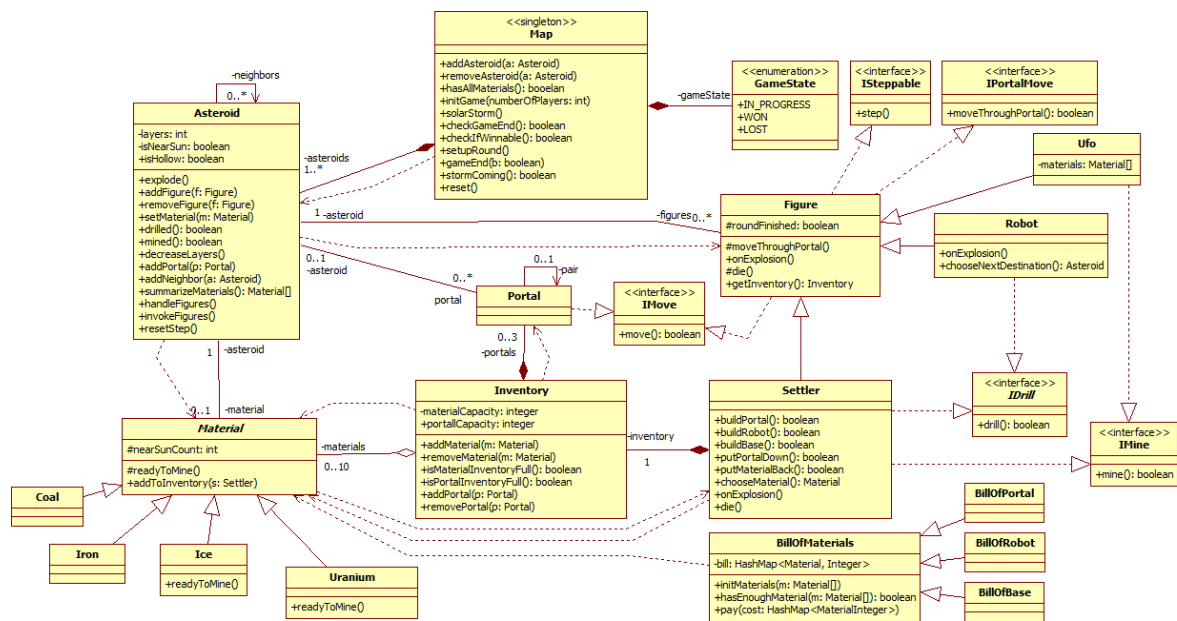 <<singleton>>
Map
+addAsteroid(a: Asteroid)
+removeAsteroid(a: Asteroid)
+hasAllMaterials(): booelan
+initGame(numberOfPlayers: int)
+solarStorm()
+checkGameEnd(): boolean
+checkIfWinnable(): boolean
+setupRound()
+gameEnd(b: boolean)
+stormComing(): boolean
+reset()
-gameState
<<enumeration>>
GameState
+IN_PROGRESS
+WON
+LOST
<<interface>>
ISteppable
+step()
<<interface>>
IPortalMove
+moveThroughPortal(): boolean
-neighbors
0..*
Asteroid
-layers: int
-isNearSun: boolean
+isHollow: boolean
+explode()
+addFigure(f: Figure)
+removeFigure(f: Figure)
+setMaterial(m: Material)
+drilled(): boolean
+mined(): boolean
+decreaseLayers()
+addPortal(p: Portal)
+addNeighbor(a: Asteroid)
+summarizeMaterials(): Material[]
+handleFigures()
+invokeFigures()
+resetStep()
-asteroids
1..*
1
-asteroid
-figures
0..*
0..1
-asteroid
0..*
portal
Ufo
-materials: Material[]
Figure
#roundFinished: boolean
#moveThroughPortal()
+onExplosion()
#die()
+getInventory(): Inventory
Robot
+onExplosion()
+chooseNextDestination(): Asteroid
0..1
-pair
Portal
0..3
-portals
<<interface>>
IMove
+move(): boolean
1
-asteroid
0..1
-material
Material
#nearSunCount: int
#readyToMine()
+addToInventory(s: Settler)
-materials
0..10
Inventory
-materialCapacity: integer
+portallCapacity: integer
+addMaterial(m: Material)
+removeMaterial(m: Material)
+isMaterialInventoryFull(): boolean
+isPortalInventoryFull(): boolean
+addPortal(p: Portal)
+removePortal(p: Portal)
-inventory
1
Settler
+buildPortal(): boolean
+buildRobot(): boolean
+buildBase(): boolean
+putPortalDown(): boolean
+putMaterialBack(): boolean
+chooseMaterial(): Material
+onExplosion()
+die()
<<interface>>
IDrill
+drill(): boolean
<<interface>>
IMine
+mine(): boolean
Coal
Iron
Ice
+readyToMine()
Uranium
+readyToMine()
BillOfMaterials
-bill: HashMap<Material, Integer>
+initMaterials(m: Material[])
+hasEnoughMaterial(m: Material[]): boolean
+pay(cost: HashMap<MaterialInteger>)
BillOfPortal
BillOfRobot
BillOfBase